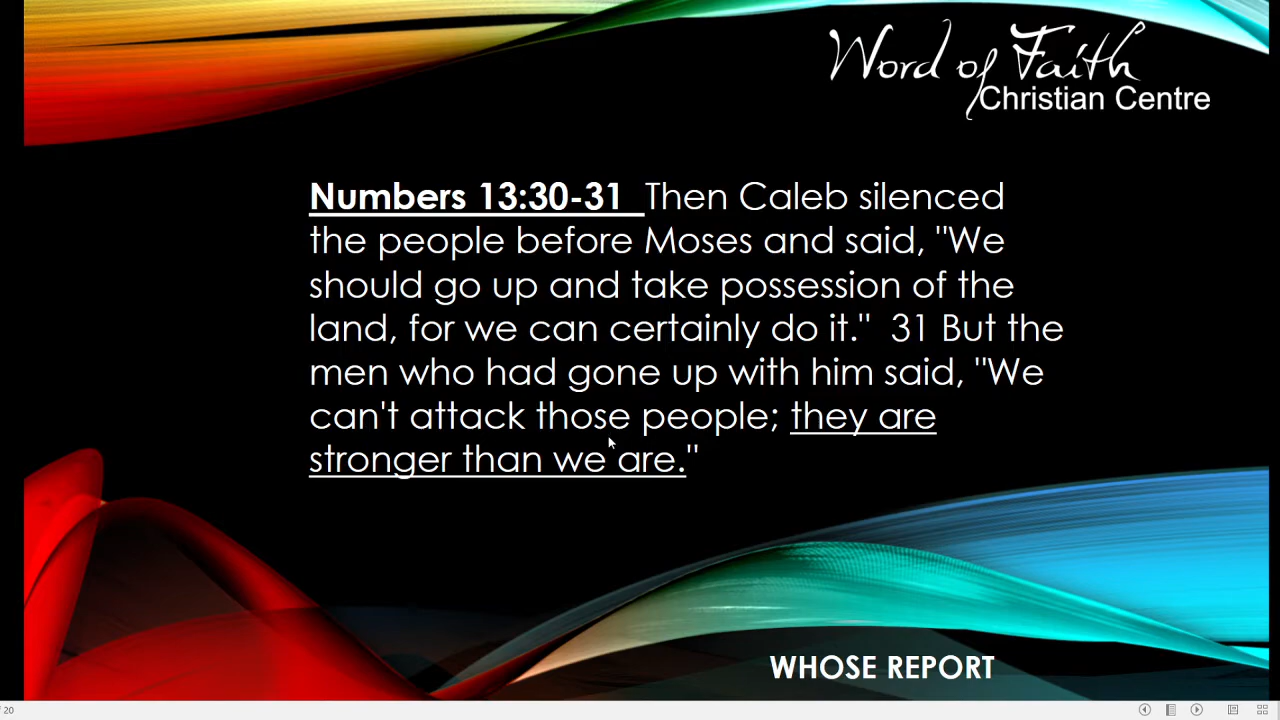 Word of Faith
Christian Centre
Numbers 13:30-31 Then Caleb silenced
the people before Moses and said, "We
should go up and take possession of the
land, for we can certainly do it." 31 But the
men who had gone up with him said, "We
can't attack those people; they are
stronger than we are."
WHOSE REPORT
20